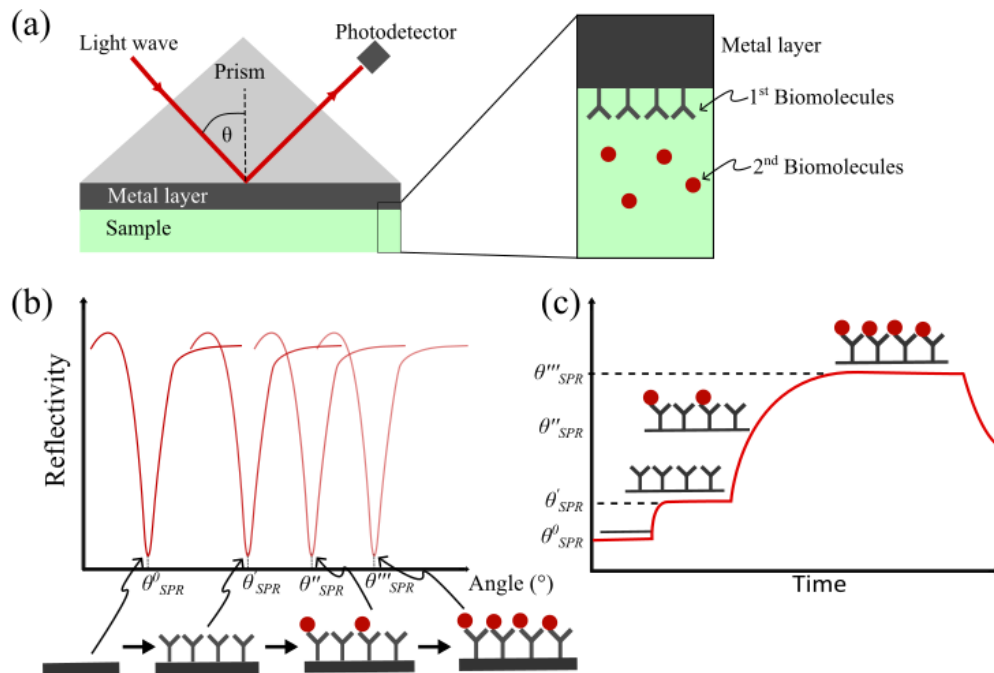 (a)
Light wave
Photodetector
Prism
θ
Metal layer
Sample
Metal layer
1st Biomolecules
2nd Biomolecules
(b)
Reflectivity
θ⁰SPR
θ'SPR
θ''SPR
θ'''SPR
Angle (°)
(c)
θ'''SPR
θ''SPR
θ'SPR
θ⁰SPR
Time